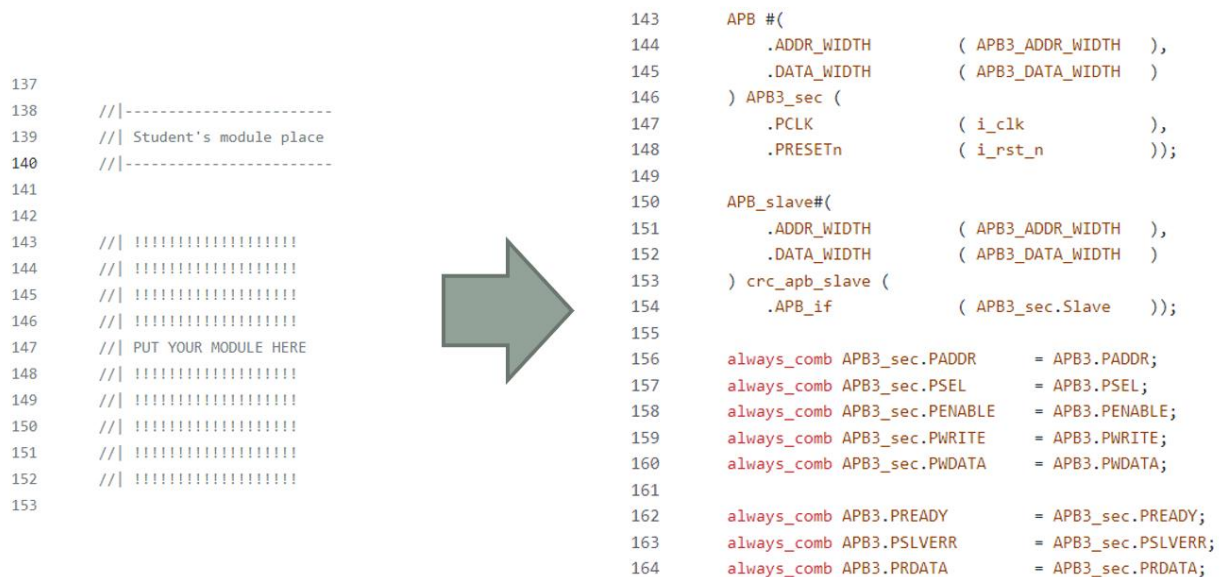 137
138 //|------------------------
139 //| Student's module place
140 //|------------------------
141
142
143 //| !!!!!!!!!!!!!!!!!!!
144 //| !!!!!!!!!!!!!!!!!!!
145 //| !!!!!!!!!!!!!!!!!!!
146 //| !!!!!!!!!!!!!!!!!!!
147 //| PUT YOUR MODULE HERE
148 //| !!!!!!!!!!!!!!!!!!!
149 //| !!!!!!!!!!!!!!!!!!!
150 //| !!!!!!!!!!!!!!!!!!!
151 //| !!!!!!!!!!!!!!!!!!!
152 //| !!!!!!!!!!!!!!!!!!!
153
143 APB #(
144 .ADDR_WIDTH ( APB3_ADDR_WIDTH ),
145 .DATA_WIDTH ( APB3_DATA_WIDTH )
146 ) APB3_sec (
147 .PCLK ( i_clk ),
148 .PRESETn ( i_rst_n ));
149
150 APB_slave#(
151 .ADDR_WIDTH ( APB3_ADDR_WIDTH ),
152 .DATA_WIDTH ( APB3_DATA_WIDTH )
153 ) crc_apb_slave (
154 .APB_if ( APB3_sec.Slave ));
155
156 always_comb APB3_sec.PADDR = APB3.PADDR;
157 always_comb APB3_sec.PSEL = APB3.PSEL;
158 always_comb APB3_sec.PENABLE = APB3.PENABLE;
159 always_comb APB3_sec.PWRITE = APB3.PWRITE;
160 always_comb APB3_sec.PWDATA = APB3.PWDATA;
161
162 always_comb APB3.PREADY = APB3_sec.PREADY;
163 always_comb APB3.PSLVERR = APB3_sec.PSLVERR;
164 always_comb APB3.PRDATA = APB3_sec.PRDATA;